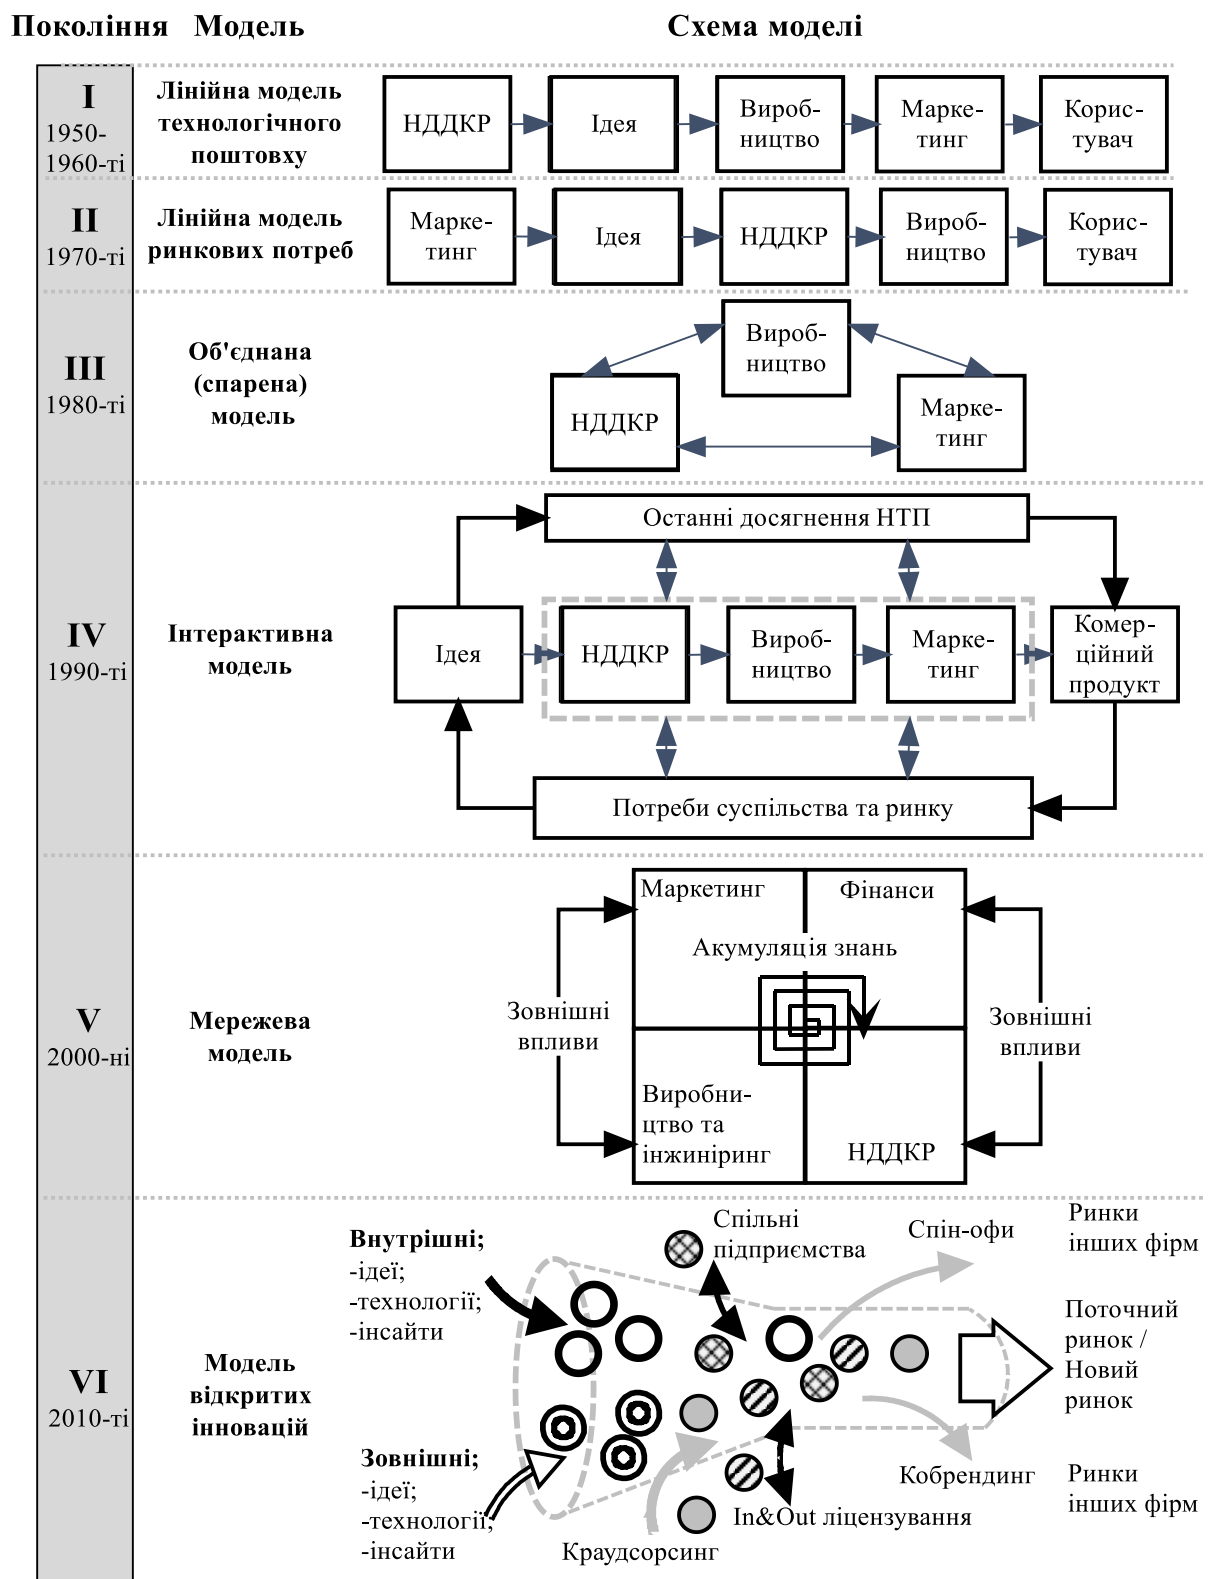 Покоління Модель Схема моделі
I
1950-
1960-ті
Лінійна модель
технологічного
поштовху
НДДКР
Ідея
Вироб-
ництво
Марке-
тинг
Корис-
тувач
II
1970-ті
Лінійна модель
ринкових потреб
Марке-
тинг
Ідея
НДДКР
Вироб-
ництво
Корис-
тувач
III
1980-ті
Об'єднана
(спарена)
модель
Вироб-
ництво
НДДКР
Марке-
тинг
IV
1990-ті
Інтерактивна
модель
Останні досягнення НТП
Ідея
НДДКР
Вироб-
ництво
Марке-
тинг
Комер-
ційний
продукт
Потреби суспільства та ринку
V
2000-ні
Мережева
модель
Зовнішні
впливи
Маркетинг
Фінанси
Акумуляція знань
Виробни-
цтво та
інжиніринг
НДДКР
Зовнішні
впливи
VI
2010-ті
Модель
відкритих
інновацій
Внутрішні;
-ідеї;
-технології;
-інсайти
Зовнішні;
-ідеї;
-технології;
-інсайти
Спільні
підприємства
Спін-офи
Ринки
інших фірм
Поточний
ринок /
Новий
ринок
Кобрендинг
Ринки
інших фірм
In&Out ліцензування
Краудсорсинг